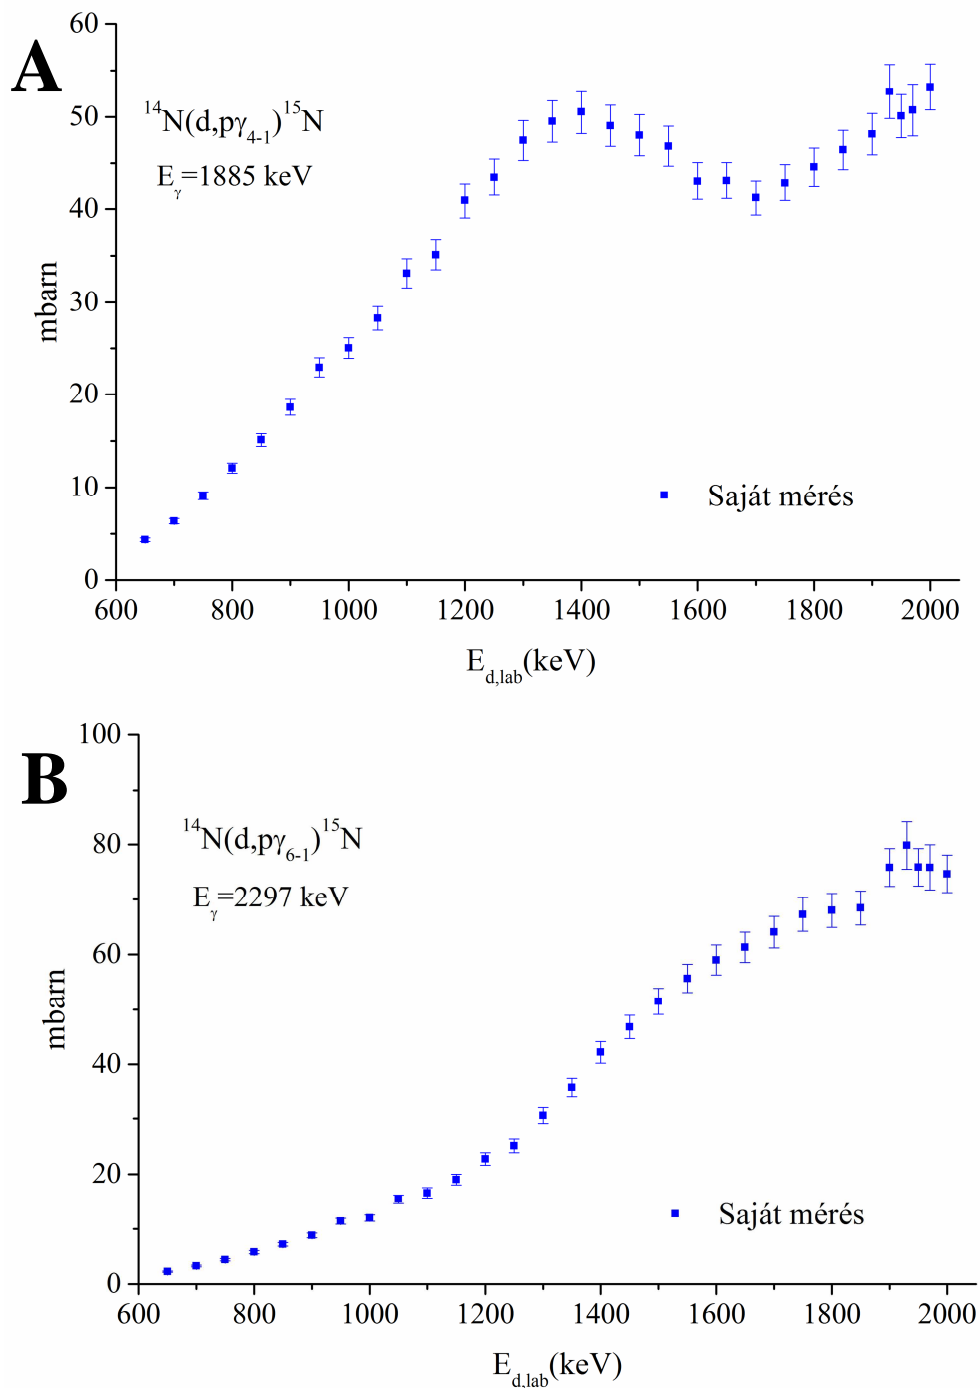 A
60
50
40
30
20
10
0
mbarn
¹⁴N(d,pγ₄₋₁)¹⁵N
Eᵧ=1885 keV
Saját mérés
600 800 1000 1200 1400 1600 1800 2000
E_d,lab(keV)
B
100
80
60
40
20
0
mbarn
¹⁴N(d,pγ₆₋₁)¹⁵N
Eᵧ=2297 keV
Saját mérés
600 800 1000 1200 1400 1600 1800 2000
E_d,lab(keV)